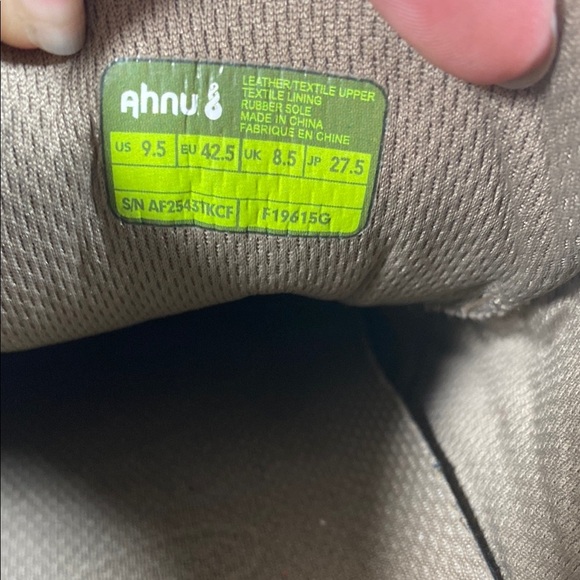 Ahnu
LEATHER/TEXTILE UPPER
TEXTILE LINING
RUBBER SOLE
MADE IN CHINA
FABRIQUE EN CHINE
US 9.5 EU 42.5 UK 8.5 JP 27.5
S/N AF2543TKCF F19615G